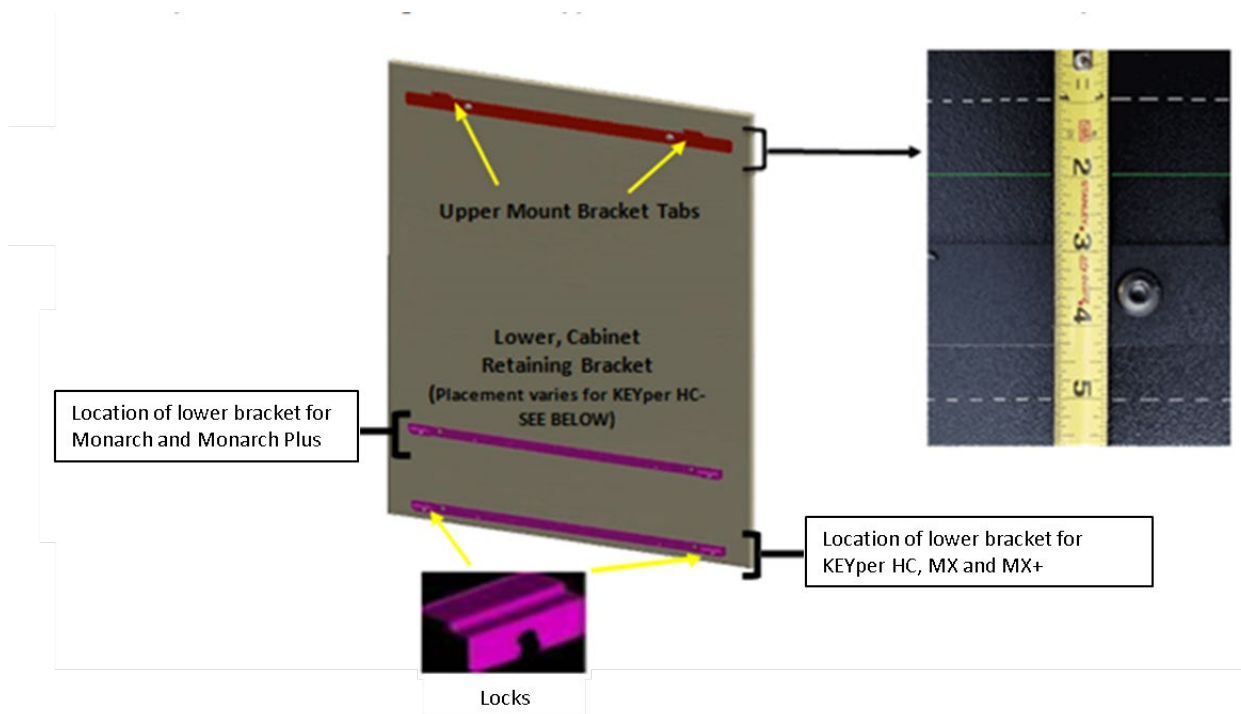 Upper Mount Bracket Tabs
Lower, Cabinet
Retaining Bracket
(Placement varies for KEYper HC-
SEE BELOW)
Location of lower bracket for
Monarch and Monarch Plus
Location of lower bracket for
KEYper HC, MX and MX+
Locks
2
STANLEY
3
4
5